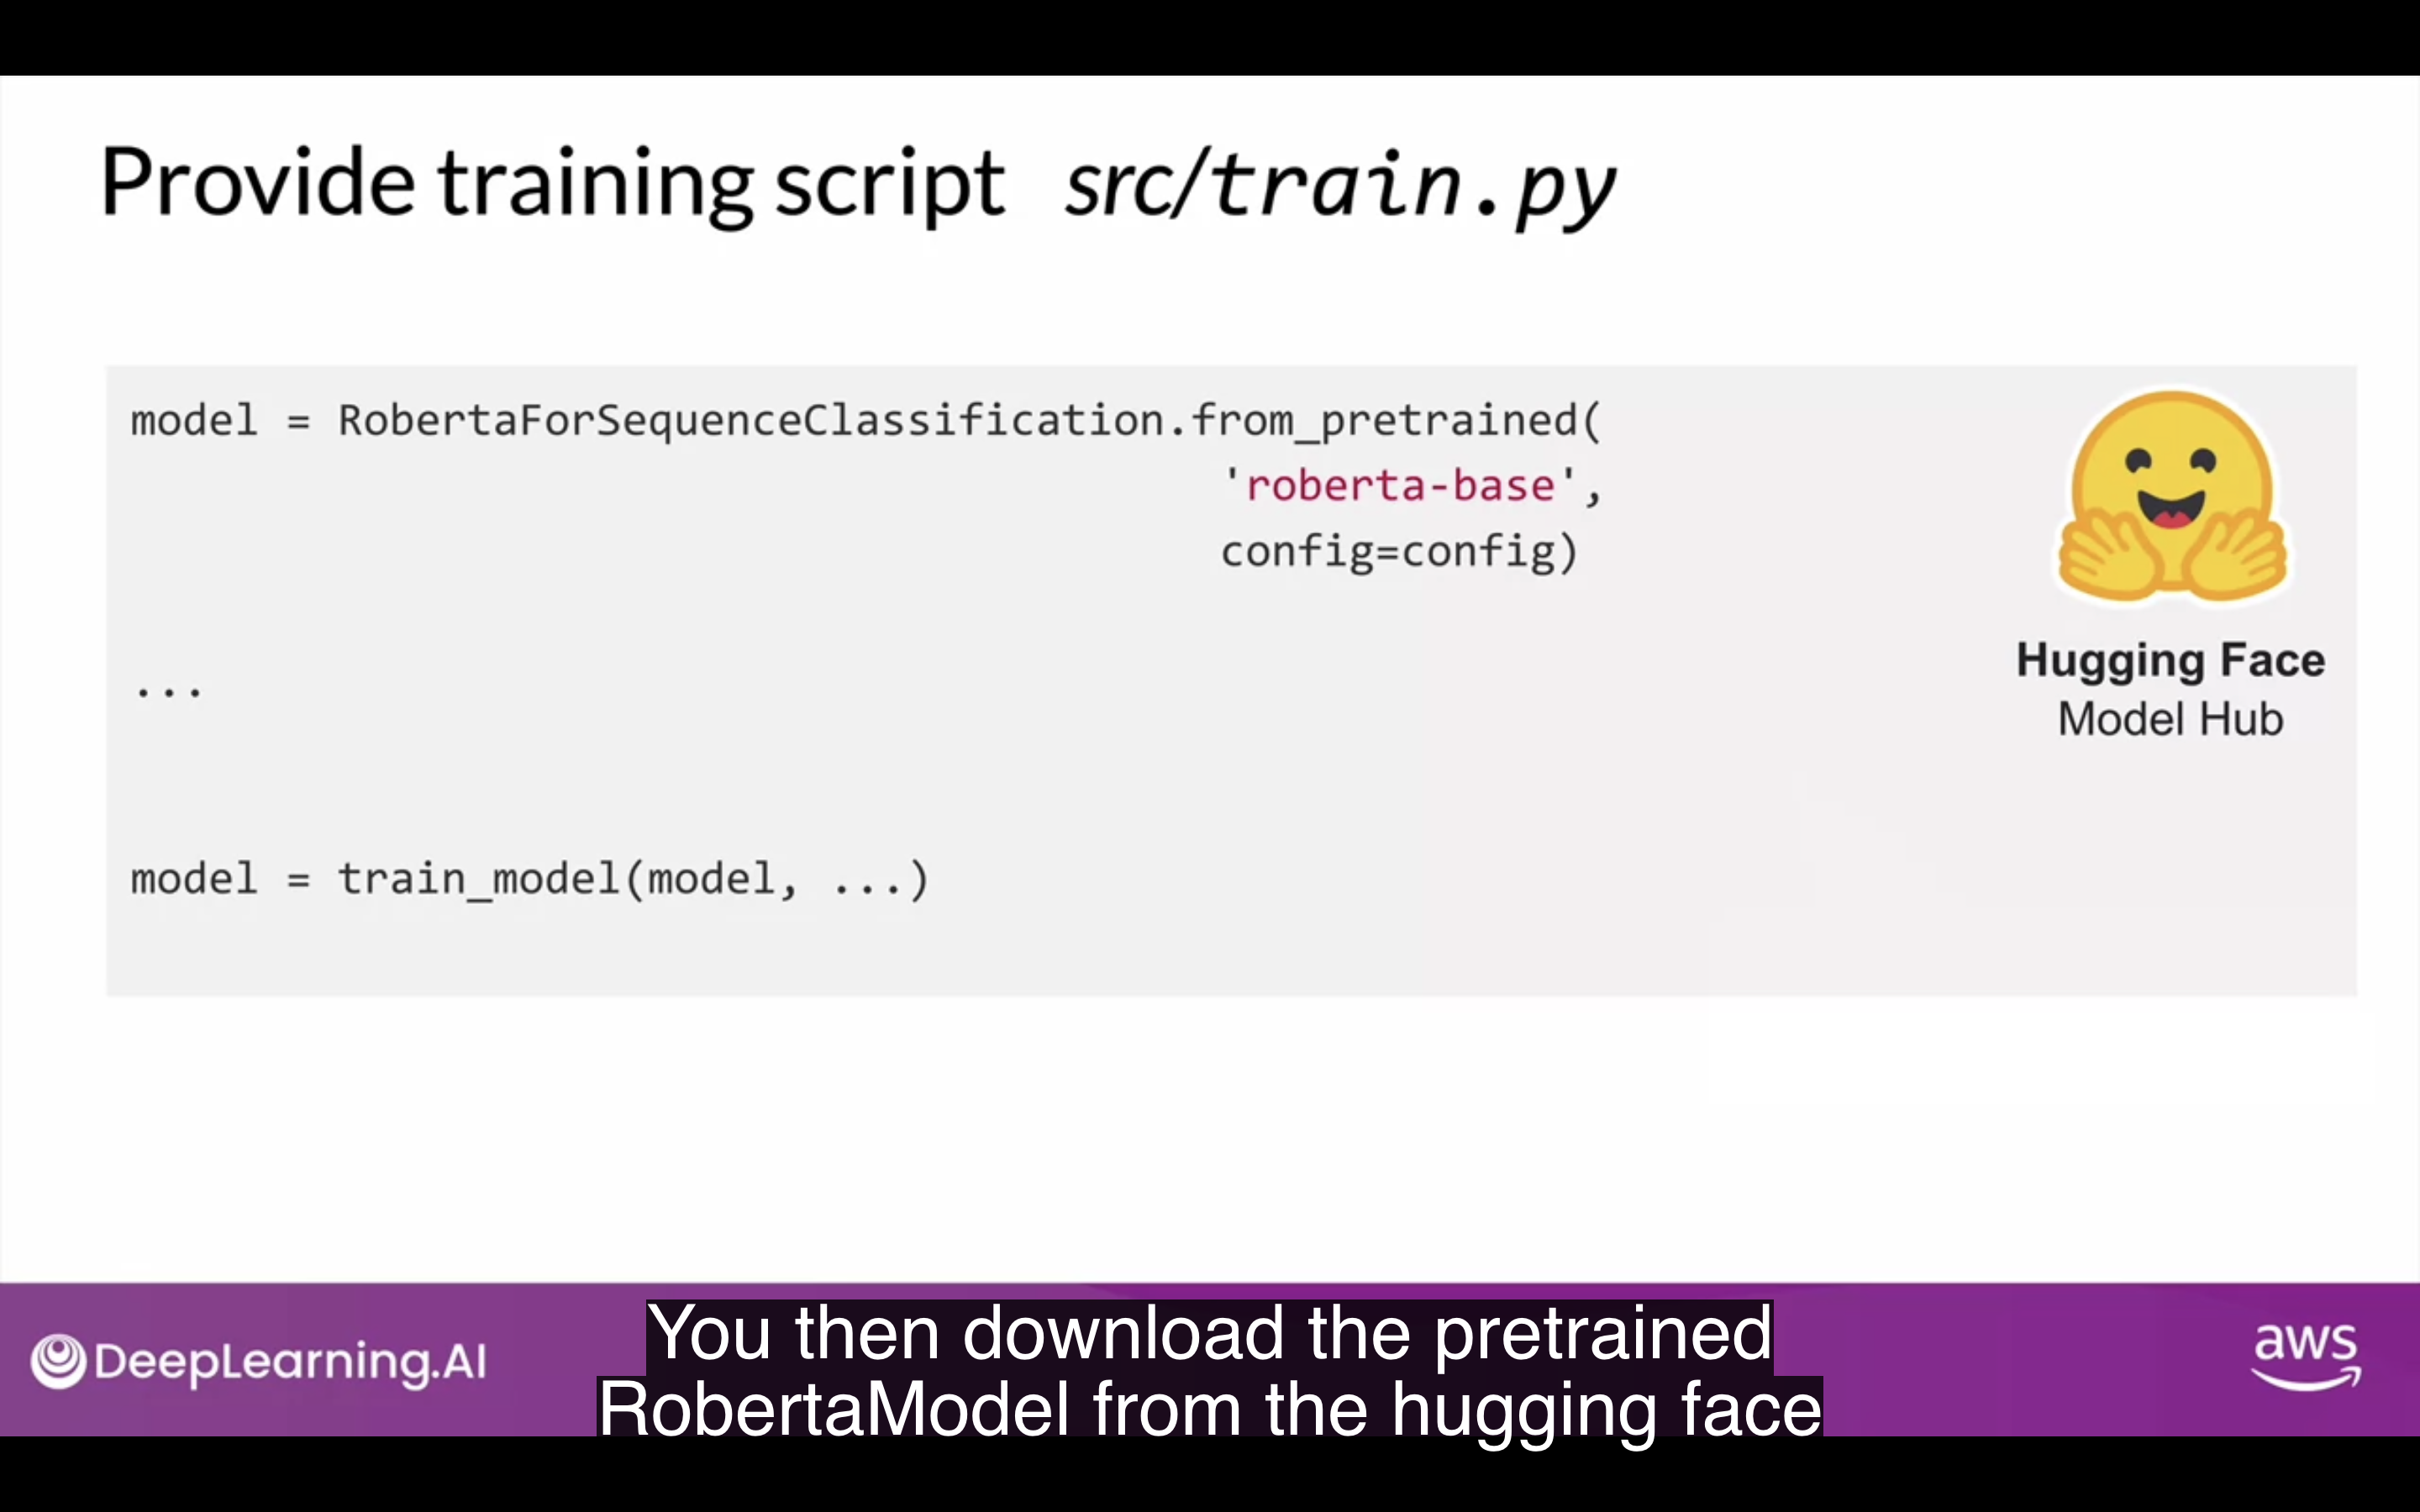 Provide training script src/train.py
model = RobertaForSequenceClassification.from_pretrained(
'roberta-base',
config=config)
...
model = train_model(model, ...)
Hugging Face
Model Hub
DeepLearning.AI
You then download the pretrained
RobertaModel from the hugging face
aws